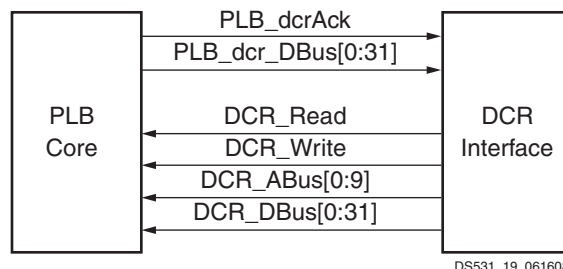 PLB_dcrAck
PLB_dcr_DBus[0:31]
PLB
Core
DCR_Read
DCR_Write
DCR_ABus[0:9]
DCR_DBus[0:31]
DCR
Interface